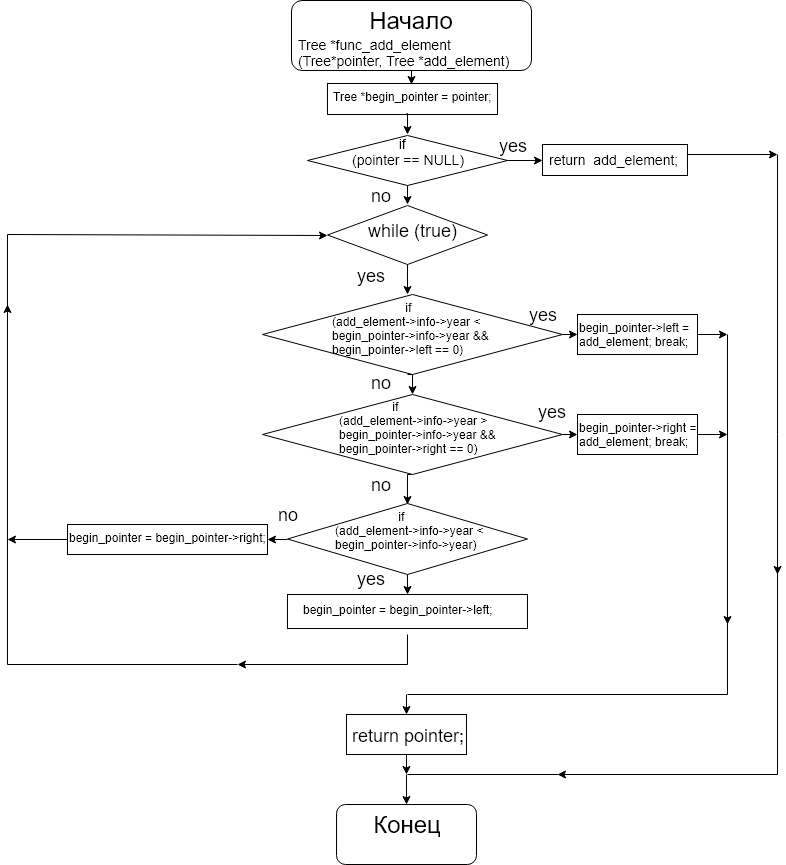 Начало
Tree *func_add_element
(Tree*pointer, Tree *add_element)
Tree *begin_pointer = pointer;
if
(pointer == NULL)
yes
return add_element;
no
while (true)
yes
if
(add_element->info->year <
begin_pointer->info->year &&
begin_pointer->left == 0)
yes
begin_pointer->left =
add_element; break;
no
if
(add_element->info->year >
begin_pointer->info->year &&
begin_pointer->right == 0)
yes
begin_pointer->right =
add_element; break;
no
if
(add_element->info->year <
begin_pointer->info->year)
no
begin_pointer = begin_pointer->right;
yes
begin_pointer = begin_pointer->left;
return pointer;
Конец